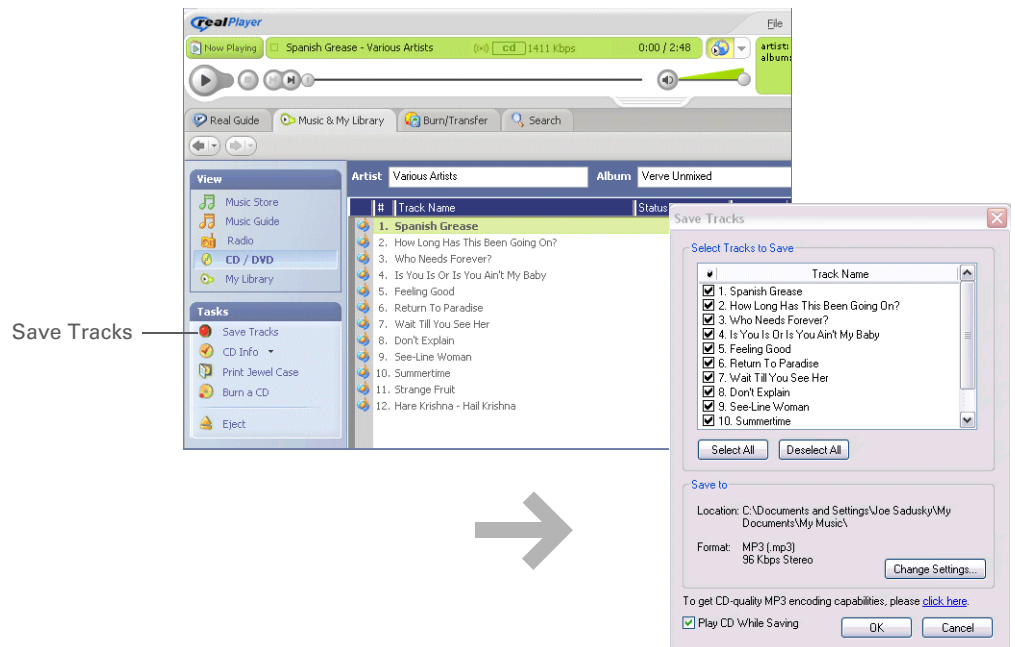 realPlayer
File
Now Playing
Spanish Grease - Various Artists
cd 1411 Kbps
0:00 / 2:48
artist:
album:
Real Guide
Music & My Library
Burn/Transfer
Search
View
Music Store
Music Guide
Radio
CD / DVD
My Library
Tasks
Save Tracks
CD Info
Print Jewel Case
Burn a CD
Eject
Save Tracks
Artist Various Artists Album Verve Unmixed
# Track Name Status
1. Spanish Grease
2. How Long Has This Been Going On?
3. Who Needs Forever?
4. Is You Is Or Is You Ain't My Baby
5. Feeling Good
6. Return To Paradise
7. Wait Till You See Her
8. Don't Explain
9. See-Line Woman
10. Summertime
11. Strange Fruit
12. Hare Krishna - Hail Krishna
Save Tracks
Select Tracks to Save
Track Name
1. Spanish Grease
2. How Long Has This Been Going On?
3. Who Needs Forever?
4. Is You Is Or Is You Ain't My Baby
5. Feeling Good
6. Return To Paradise
7. Wait Till You See Her
8. Don't Explain
9. See-Line Woman
10. Summertime
Select All Deselect All
Save to
Location: C:\Documents and Settings\Joe Sadusky\My
Documents\My Music\
Format: MP3 (.mp3)
96 Kbps Stereo
Change Settings...
To get CD-quality MP3 encoding capabilities, please click here.
Play CD While Saving
OK Cancel